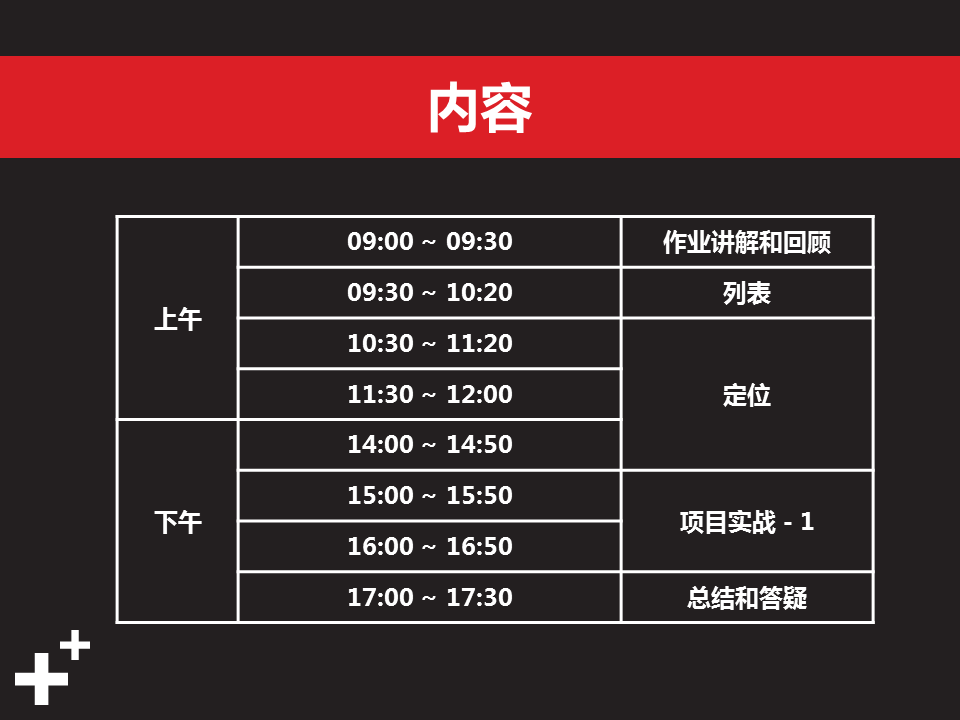 内容
上午
09:00 ~ 09:30
作业讲解和回顾
09:30 ~ 10:20
列表
10:30 ~ 11:20
定位
11:30 ~ 12:00
下午
14:00 ~ 14:50
15:00 ~ 15:50
项目实战 - 1
16:00 ~ 16:50
17:00 ~ 17:30
总结和答疑